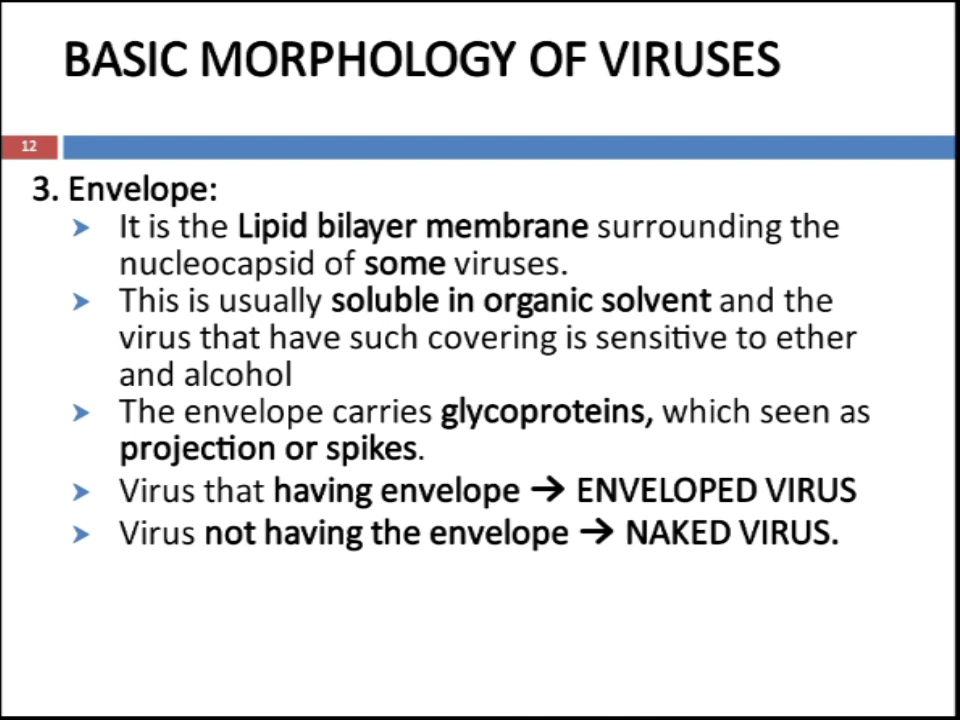 BASIC MORPHOLOGY OF VIRUSES
12
3. Envelope:
➤ It is the Lipid bilayer membrane surrounding the
nucleocapsid of some viruses.
➤ This is usually soluble in organic solvent and the
virus that have such covering is sensitive to ether
and alcohol
➤ The envelope carries glycoproteins, which seen as
projection or spikes.
➤ Virus that having envelope → ENVELOPED VIRUS
➤ Virus not having the envelope → NAKED VIRUS.